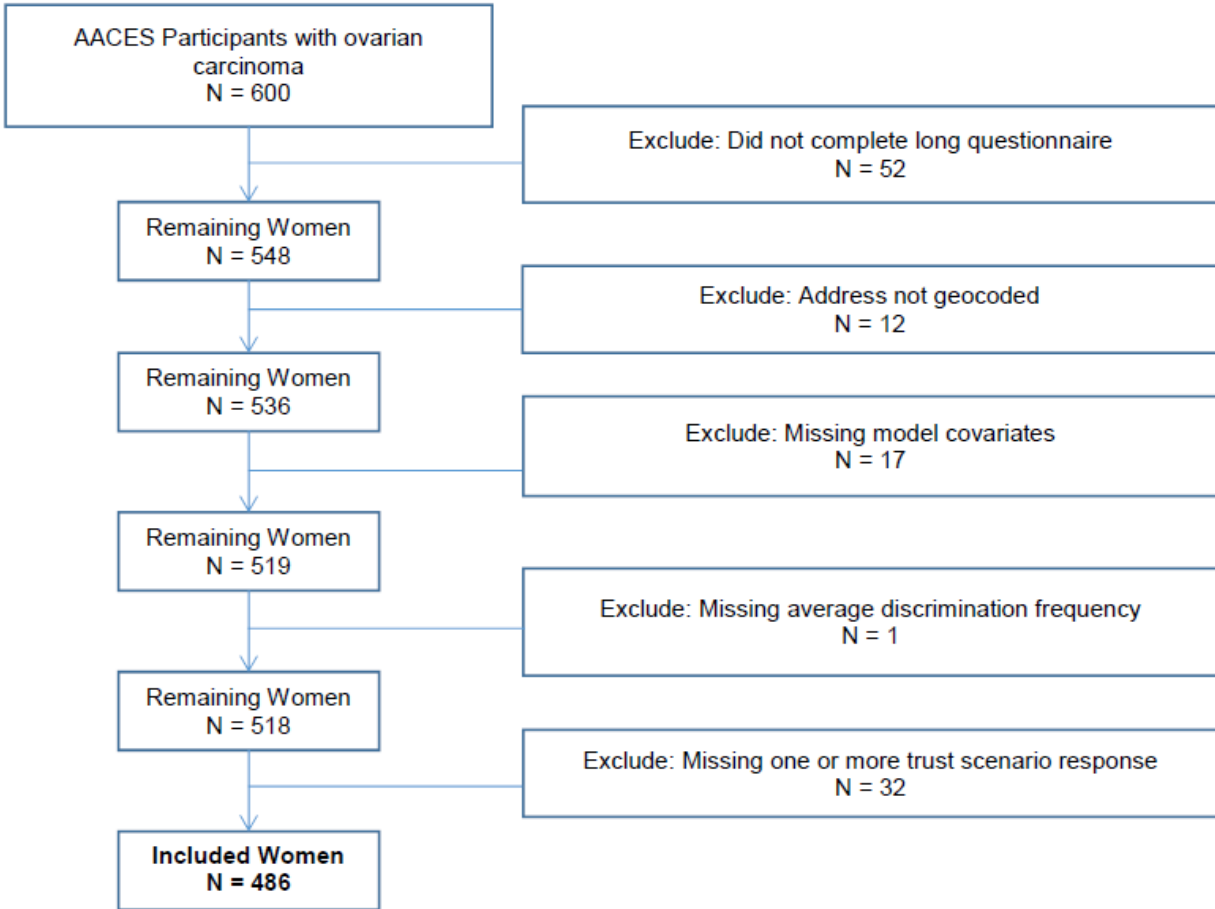 AACES Participants with ovarian
carcinoma
N = 600
Exclude: Did not complete long questionnaire
N = 52
Remaining Women
N = 548
Exclude: Address not geocoded
N = 12
Remaining Women
N = 536
Exclude: Missing model covariates
N = 17
Remaining Women
N = 519
Exclude: Missing average discrimination frequency
N = 1
Remaining Women
N = 518
Exclude: Missing one or more trust scenario response
N = 32
Included Women
N = 486